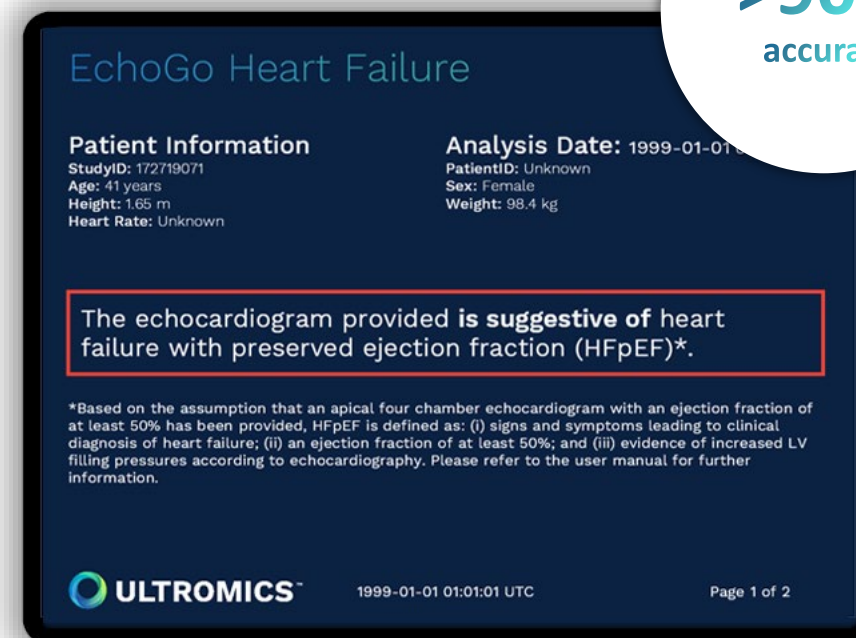 EchoGo Heart Failure
Patient Information
StudyID: 172719071
Age: 41 years
Height: 1.65 m
Heart Rate: Unknown
Analysis Date: 1999-01-01
PatientID: Unknown
Sex: Female
Weight: 98.4 kg
The echocardiogram provided is suggestive of heart
failure with preserved ejection fraction (HFpEF)*.
*Based on the assumption that an apical four chamber echocardiogram with an ejection fraction of
at least 50% has been provided, HFpEF is defined as: (i) signs and symptoms leading to clinical
diagnosis of heart failure; (ii) an ejection fraction of at least 50%; and (iii) evidence of increased LV
filling pressures according to echocardiography. Please refer to the user manual for further
information.
ULTROMICS™
1999-01-01 01:01:01 UTC
Page 1 of 2